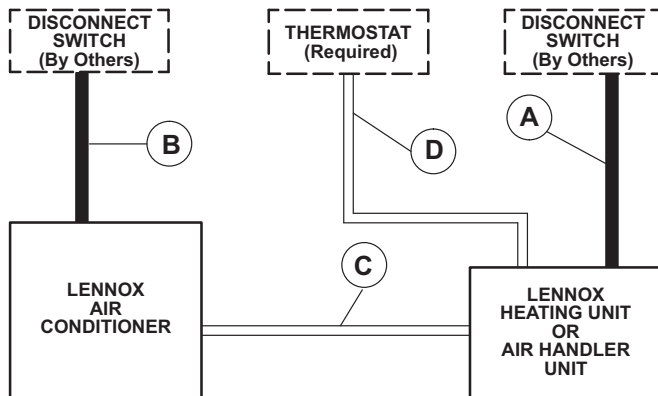 DISCONNECT
SWITCH
(By Others)
THERMOSTAT
(Required)
DISCONNECT
SWITCH
(By Others)
B
D
A
C
LENNOX
AIR
CONDITIONER
LENNOX
HEATING UNIT
OR
AIR HANDLER
UNIT